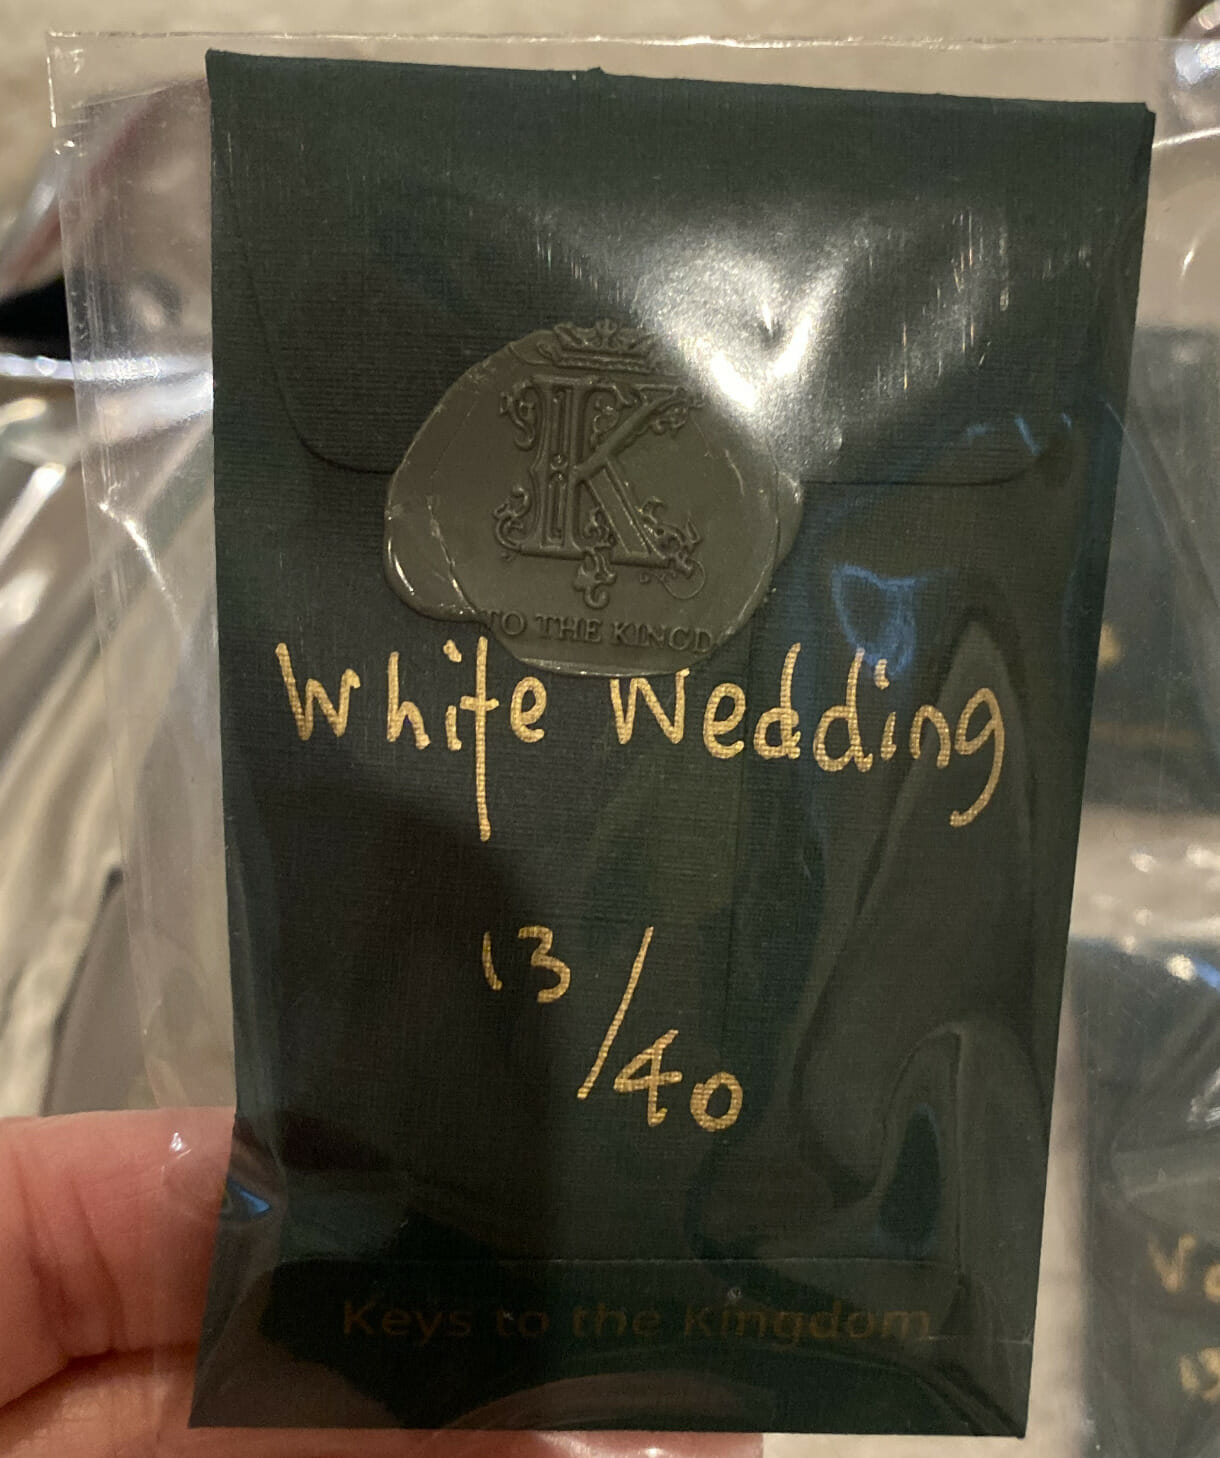 K
TO THE KINGD
White Wedding
13/40
Keys to the Kingdom